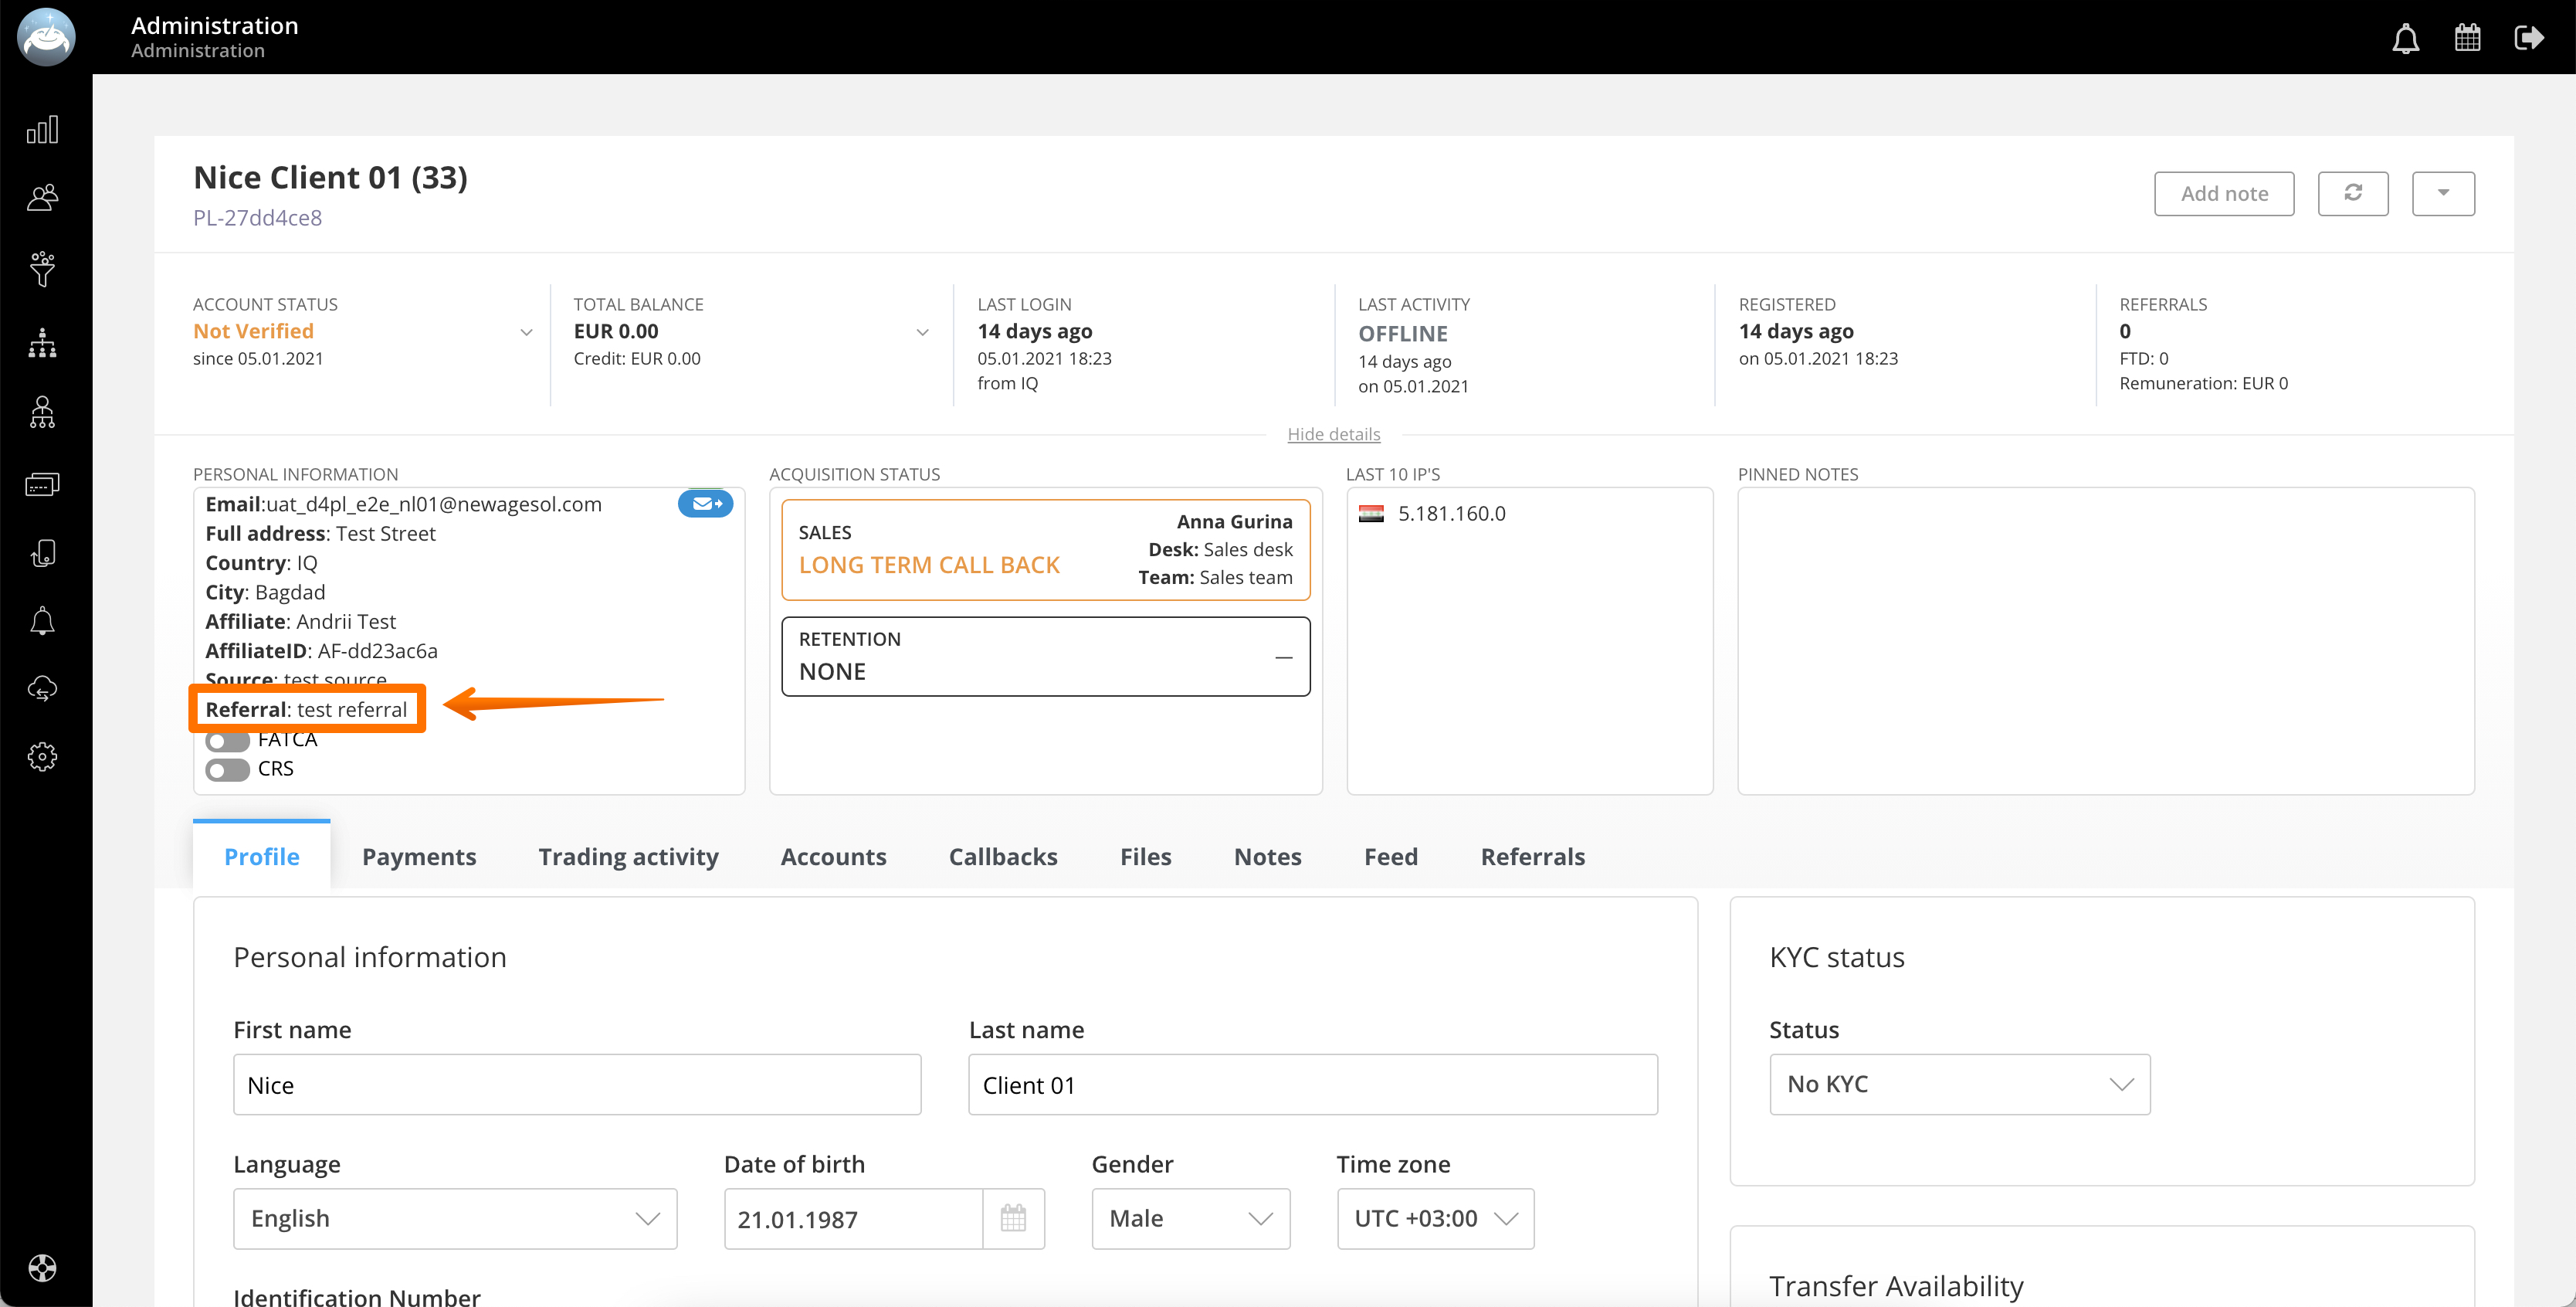 Administration
Administration
Nice Client 01 (33)
PL-27dd4ce8
Add note
ACCOUNT STATUS
Not Verified
since 05.01.2021
TOTAL BALANCE
EUR 0.00
Credit: EUR 0.00
LAST LOGIN
14 days ago
05.01.2021 18:23
from IQ
LAST ACTIVITY
OFFLINE
14 days ago
on 05.01.2021
REGISTERED
14 days ago
on 05.01.2021 18:23
REFERRALS
0
FTD: 0
Remuneration: EUR 0
Hide details
PERSONAL INFORMATION
Email:uat_d4pl_e2e_nl01@newagesol.com
Full address: Test Street
Country: IQ
City: Bagdad
Affiliate: Andrii Test
AffiliateID: AF-dd23ac6a
Source: test source
Referral: test referral
FATCA
CRS
ACQUISITION STATUS
SALES
LONG TERM CALL BACK
Anna Gurina
Desk: Sales desk
Team: Sales team
RETENTION
NONE
—
LAST 10 IP'S
5.181.160.0
PINNED NOTES
Profile Payments Trading activity Accounts Callbacks Files Notes Feed Referrals
Personal information
First name
Nice
Last name
Client 01
Language
English
Date of birth
21.01.1987
Gender
Male
Time zone
UTC +03:00
Identification Number
KYC status
Status
No KYC
Transfer Availability